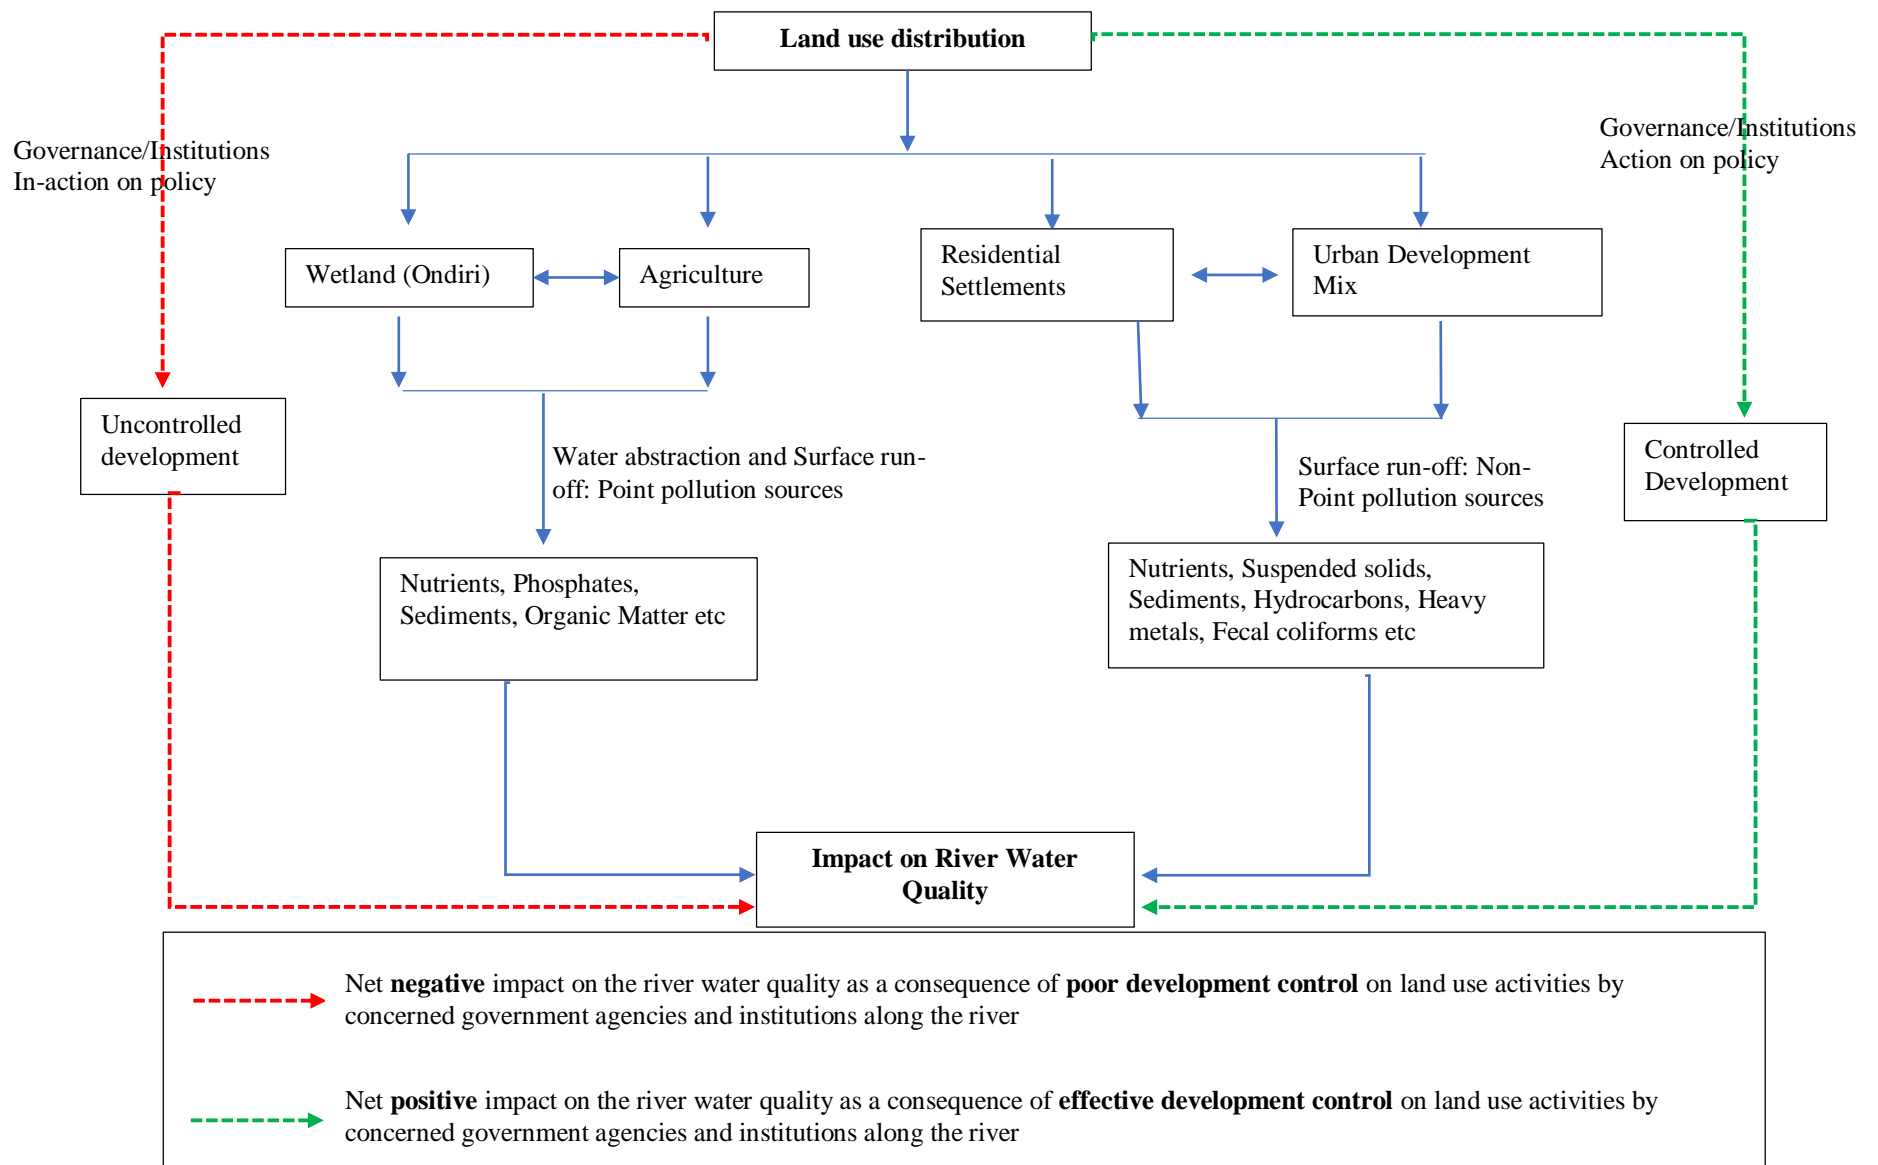 Land use distribution
Governance/Institutions
In-action on policy
Governance/Institutions
Action on policy
Wetland (Ondiri)
Agriculture
Residential
Settlements
Urban Development
Mix
Uncontrolled
development
Water abstraction and Surface run-
off: Point pollution sources
Surface run-off: Non-
Point pollution sources
Controlled
Development
Nutrients, Phosphates,
Sediments, Organic Matter etc
Nutrients, Suspended solids,
Sediments, Hydrocarbons, Heavy
metals, Fecal coliforms etc
Impact on River Water
Quality
Net negative impact on the river water quality as a consequence of poor development control on land use activities by
concerned government agencies and institutions along the river
Net positive impact on the river water quality as a consequence of effective development control on land use activities by
concerned government agencies and institutions along the river